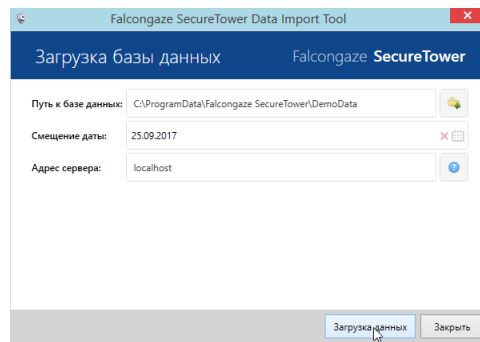 Falcongaze SecureTower Data Import Tool
Загрузка базы данных
Falcongaze SecureTower
Путь к базе данных: C:\ProgramData\Falcongaze SecureTower\DemoData
Смещение даты: 25.09.2017
Адрес сервера: localhost
Загрузка данных Закрыть